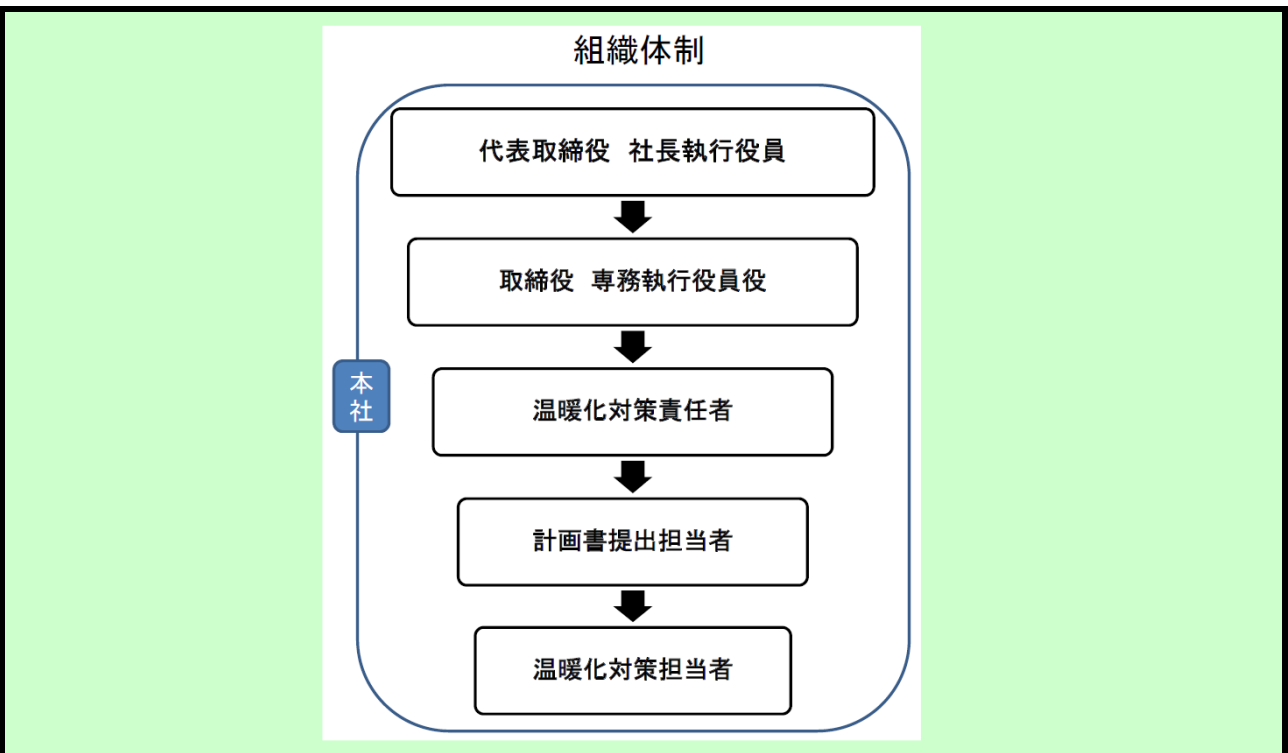 組織体制
代表取締役　社長執行役員
取締役　専務執行役員役
本社
温暖化対策責任者
計画書提出担当者
温暖化対策担当者